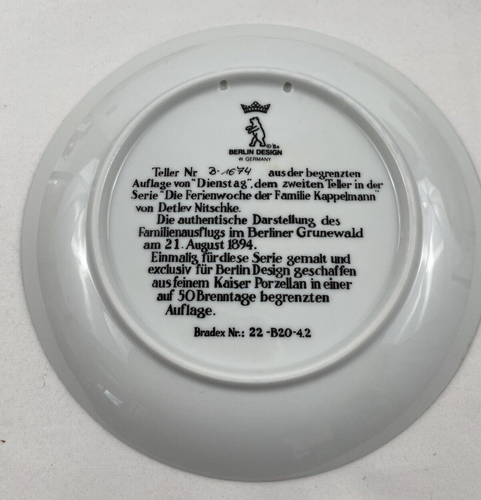 © '84
BERLIN DESIGN
W. GERMANY
Teller Nr B-1674 aus der begrenzten
Auflage von "Dienstag", dem zweiten Teller in der
Serie "Die Ferienwoche der Familie Kappelmann"
von Detlev Nitschke.
Die authentische Darstellung des
Familienausflugs im Berliner Grunewald
am 21. August 1894.
Einmalig für diese Serie gemalt und
exclusiv für Berlin Design geschaffen
aus feinem Kaiser Porzellan in einer
auf 50 Brenntage begrenzten
Auflage.
Bradex Nr.: 22-B20-4.2